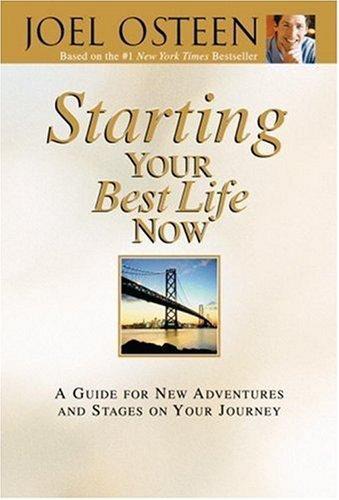 JOEL OSTEEN
Based on the #1 New York Times Bestseller
Starting
YOUR
Best Life
NOW
A GUIDE FOR NEW ADVENTURES
AND STAGES ON YOUR JOURNEY